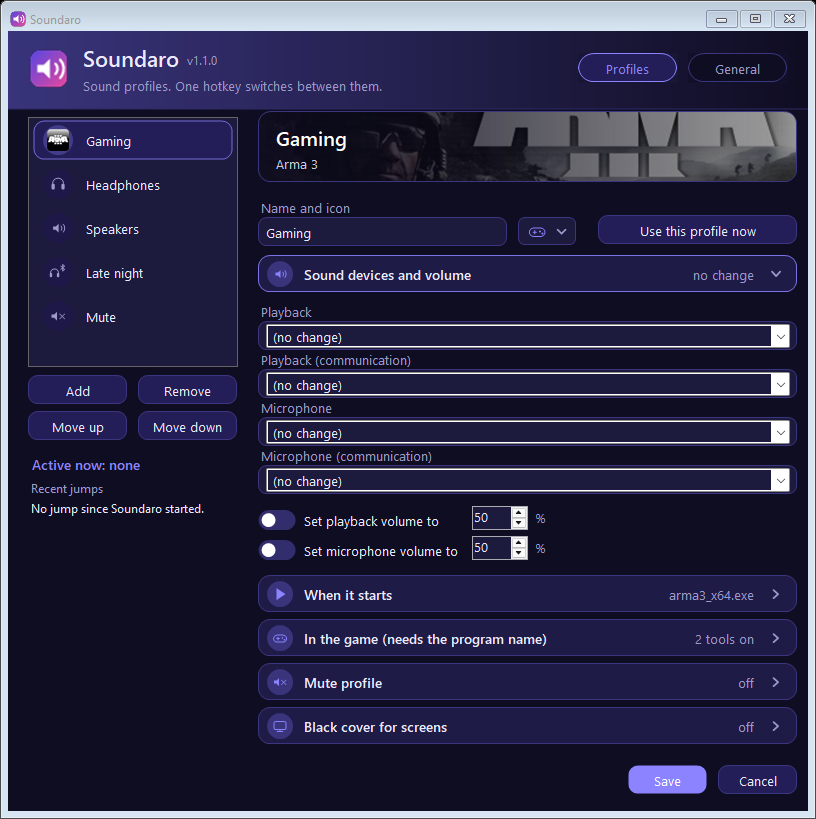 Soundaro
Soundaro v1.1.0
Sound profiles. One hotkey switches between them.
Profiles
General
Gaming
Headphones
Speakers
Late night
Mute
Add
Remove
Move up
Move down
Active now: none
Recent jumps
No jump since Soundaro started.
Gaming
Arma 3
ARMA
III
Name and icon
Gaming
Use this profile now
Sound devices and volume no change
Playback
(no change)
Playback (communication)
(no change)
Microphone
(no change)
Microphone (communication)
(no change)
Set playback volume to 50 %
Set microphone volume to 50 %
When it starts arma3_x64.exe
In the game (needs the program name) 2 tools on
Mute profile off
Black cover for screens off
Save
Cancel